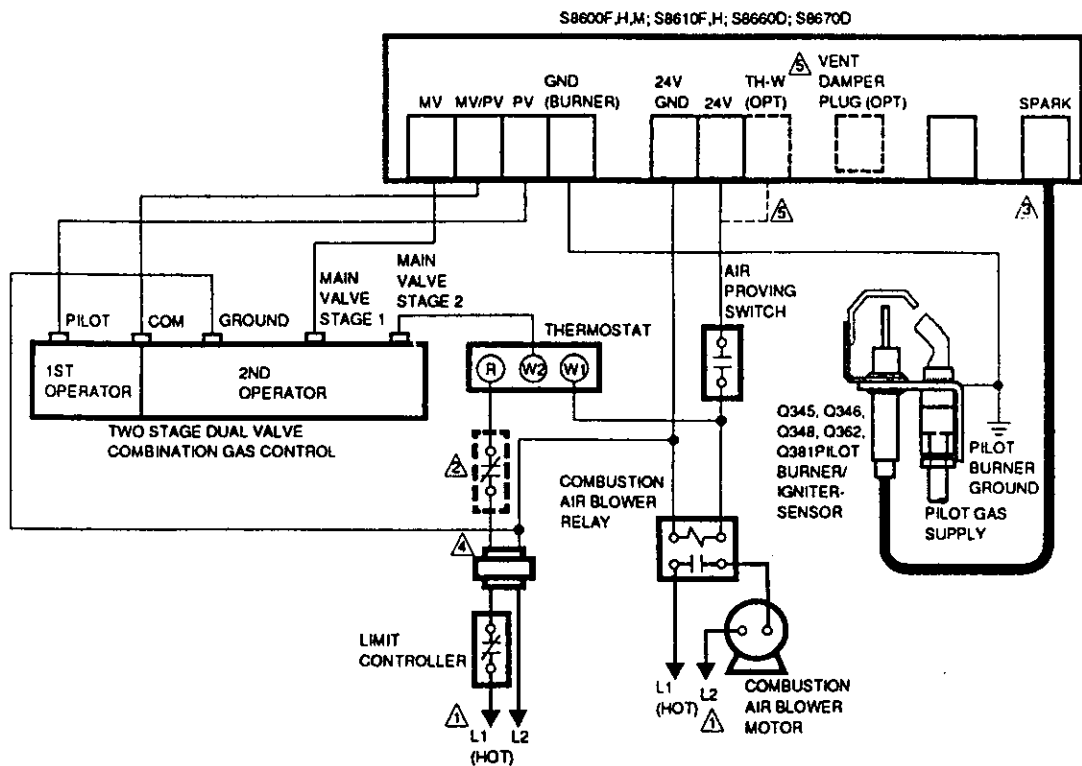 S8600F,H,M; S8610F,H; S8660D; S8670D
MV
MV/PV
PV
GND
(BURNER)
24V
GND
24V
TH-W
(OPT)
5
VENT
DAMPER
PLUG (OPT)
SPARK
5
3
MAIN
VALVE
STAGE 1
MAIN
VALVE
STAGE 2
PILOT
COM
GROUND
1ST
OPERATOR
2ND
OPERATOR
TWO STAGE DUAL VALVE
COMBINATION GAS CONTROL
THERMOSTAT
R
W2
W1
AIR
PROVING
SWITCH
2
COMBUSTION
AIR BLOWER
RELAY
Q345, Q346,
Q348, Q362,
Q381PILOT
BURNER/
IGNITER-
SENSOR
PILOT
BURNER
GROUND
PILOT GAS
SUPPLY
4
LIMIT
CONTROLLER
1
L1
(HOT)
L2
L1
(HOT)
L2
1
COMBUSTION
AIR BLOWER
MOTOR